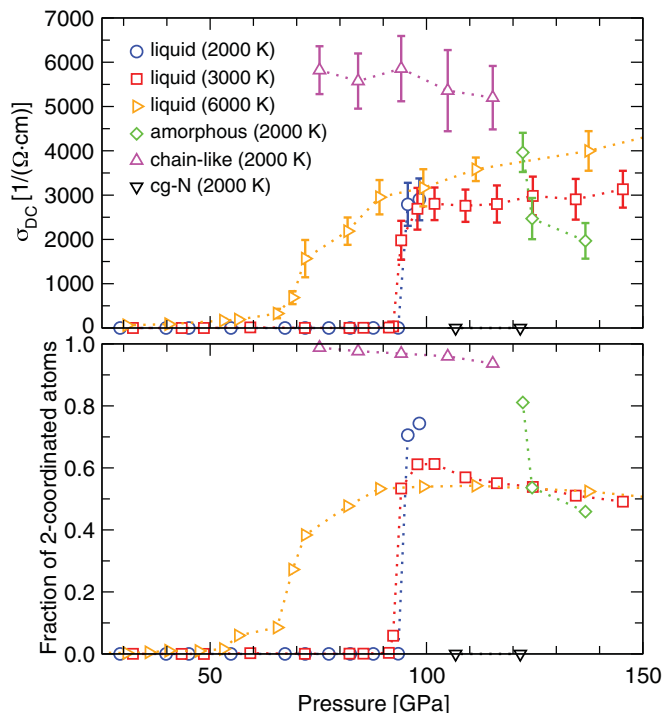 7000
6000
5000
4000
3000
2000
1000
0
σDC [1/(Ω·cm)]
liquid (2000 K)
liquid (3000 K)
liquid (6000 K)
amorphous (2000 K)
chain-like (2000 K)
cg-N (2000 K)
1.0
0.8
0.6
0.4
0.2
0.0
Fraction of 2-coordinated atoms
50
100
150
Pressure [GPa]